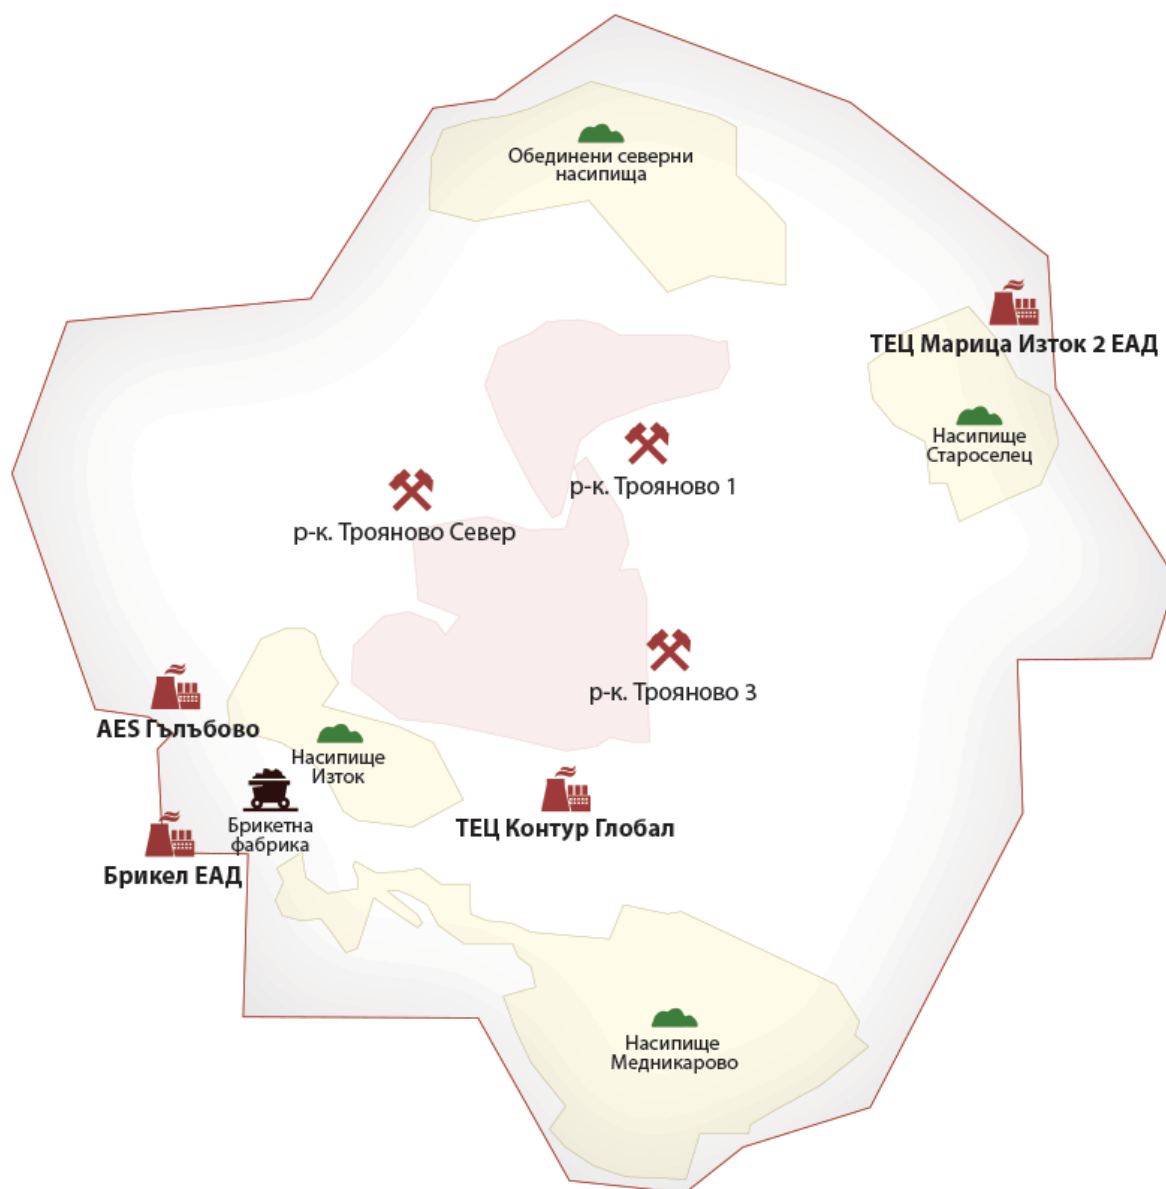 Обединени северни
насипища
ТЕЦ Марица Изток 2 ЕАД
Насипище
Староселец
р-к. Трояново 1
р-к. Трояново Север
р-к. Трояново 3
AES Гълъбово
Насипище
Изток
Брикетна
фабрика
ТЕЦ Контур Глобал
Брикел ЕАД
Насипище
Медникарово